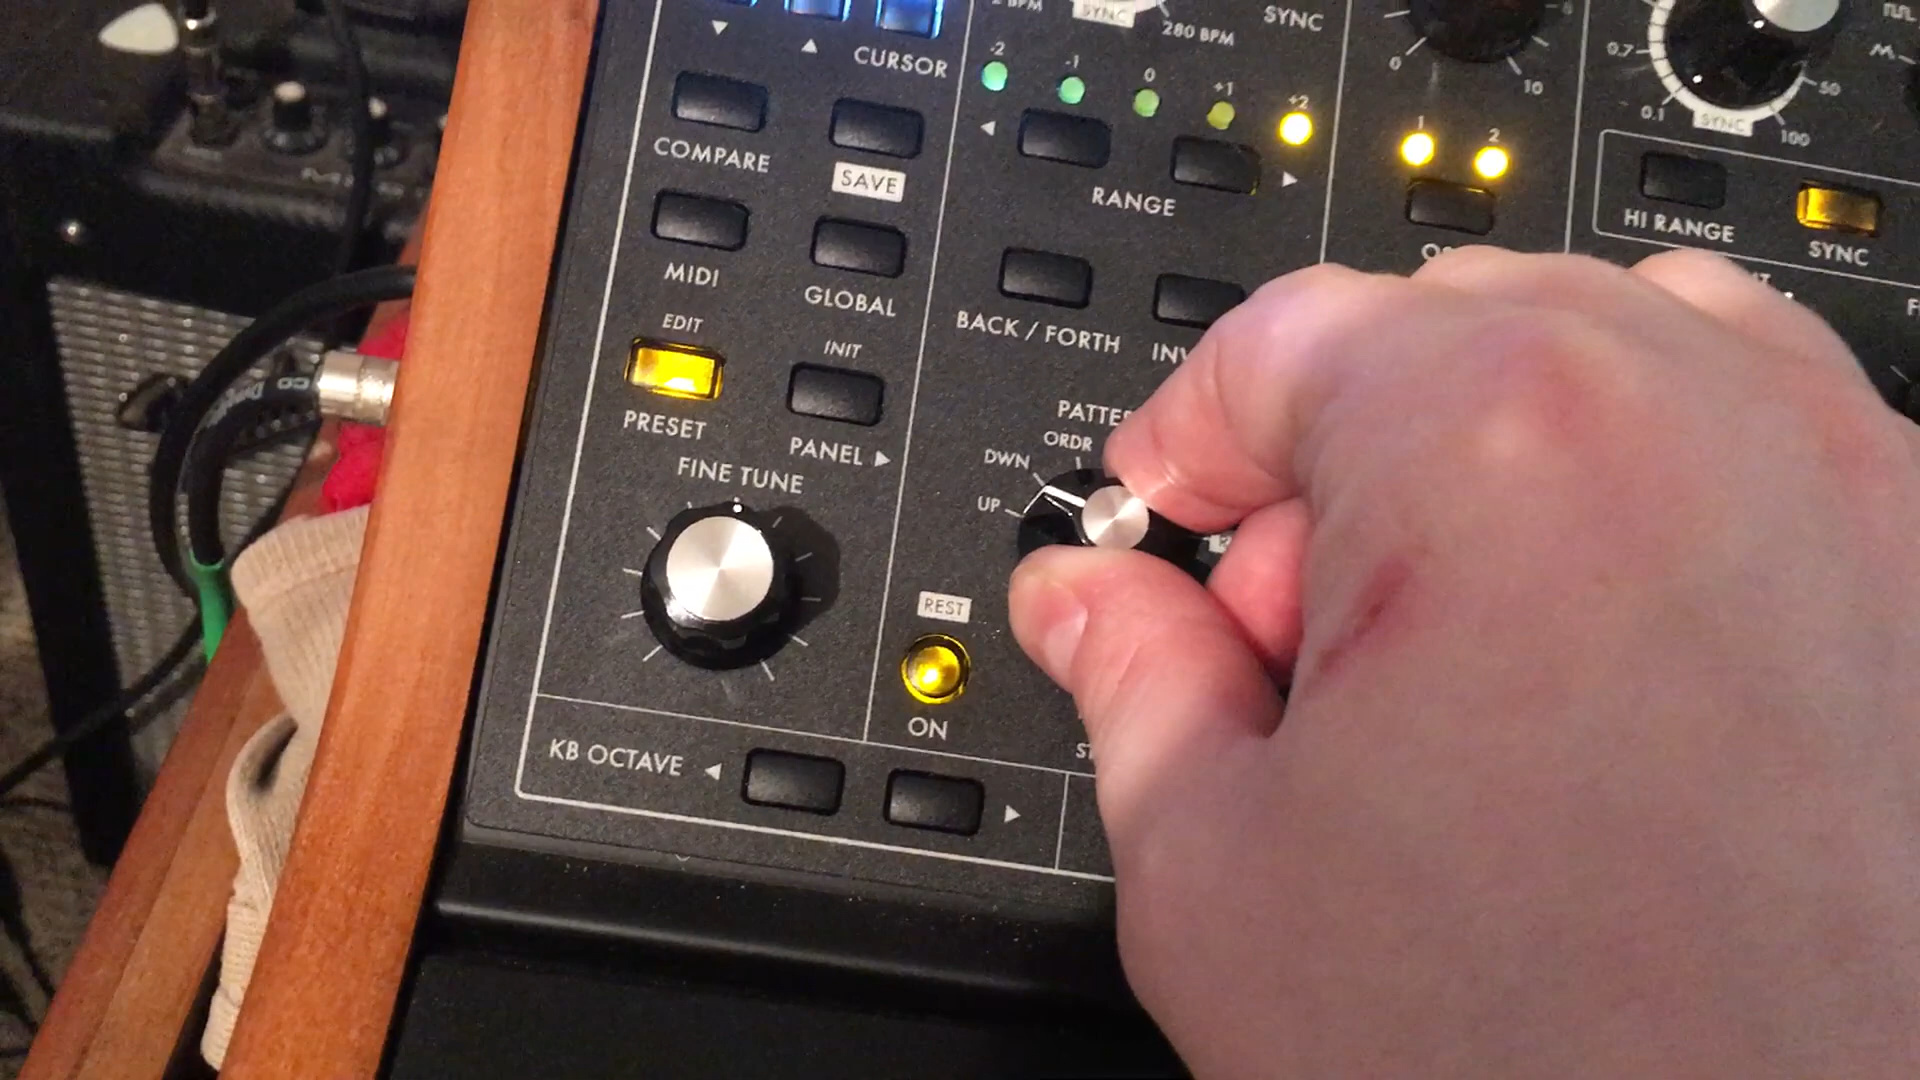 2 BPM
SYNC
280 BPM
SYNC
CURSOR
-2
-1
0
+1
+2
RANGE
COMPARE
SAVE
MIDI
GLOBAL
BACK / FORTH
EDIT
INIT
PRESET
PANEL
FINE TUNE
ORDR
DWN
UP
REST
ON
KB OCTAVE
0
10
1
2
0.7
0.1
SYNC
50
100
HI RANGE
SYNC